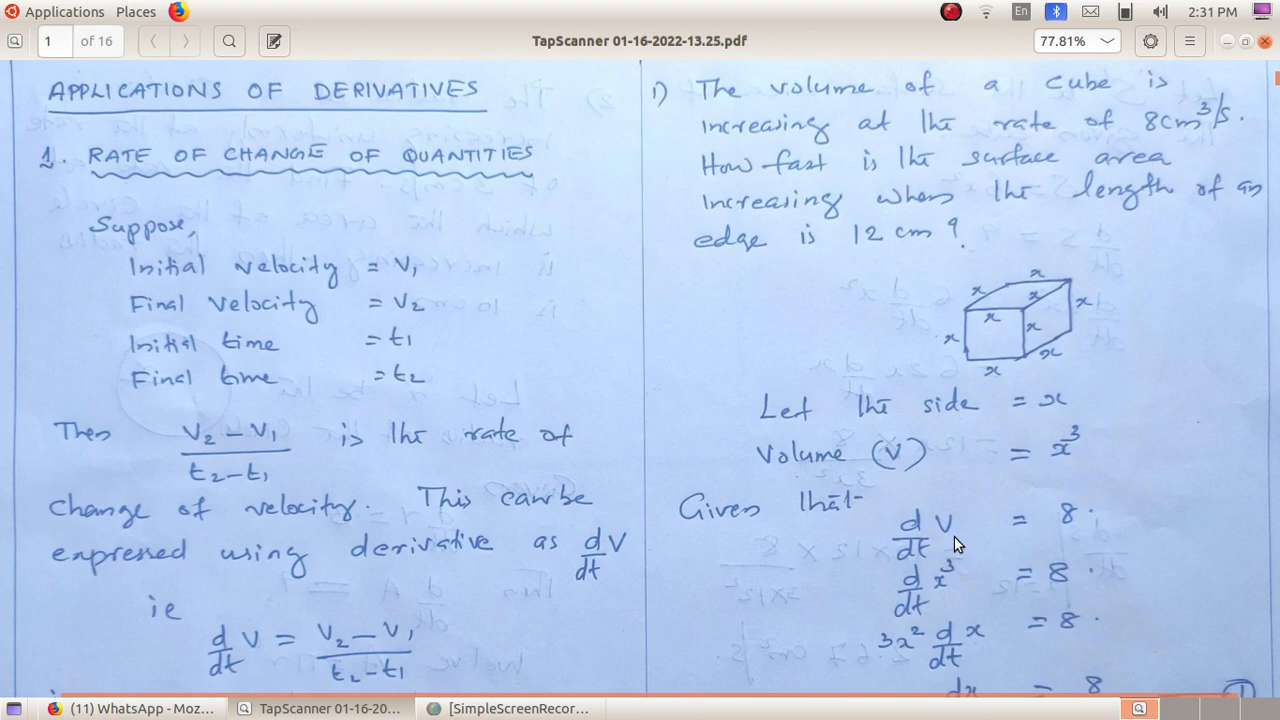 Applications Places En 2:31 PM
1 of 16 TapScanner 01-16-2022-13.25.pdf 77.81%
APPLICATIONS OF DERIVATIVES
1. RATE OF CHANGE OF QUANTITIES
Suppose,
Initial velocity = V₁
Final velocity = V₂
Initial time = t₁
Final time = t₂
Then (V₂ - V₁)/(t₂ - t₁) is the rate of
change of velocity. This can be
expressed using derivative as d/dt V
ie
d/dt V = (V₂ - V₁)/(t₂ - t₁)
1) The volume of a cube is
increasing at the rate of 8cm³/s.
How fast is the surface area
increasing when the length of an
edge is 12 cm ?
x
x x
x x
x x
x
x
Let the side = x
Volume (V) = x³
Given that
d/dt V = 8.
d/dt x³ = 8.
3x² d/dt x = 8.
dx = 8
(11) WhatsApp - Moz... TapScanner 01-16-20... [SimpleScreenRecor...